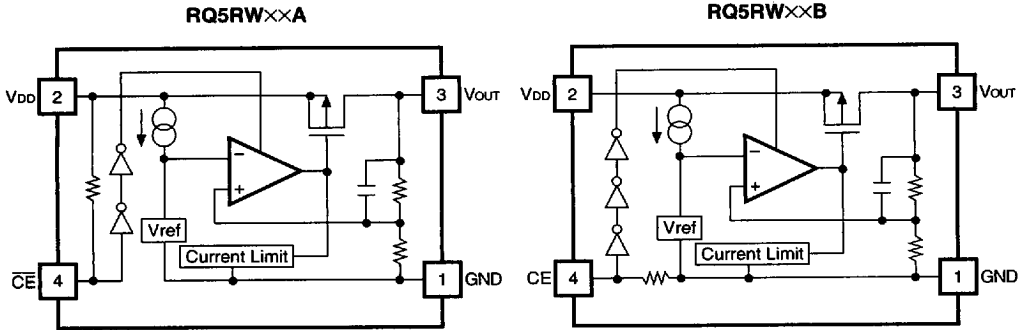 RQ5RW××A
VDD 2
3 VOUT
−
+
Vref
Current Limit
C̅E̅ 4
1 GND
RQ5RW××B
VDD 2
3 VOUT
−
+
Vref
Current Limit
CE 4
1 GND